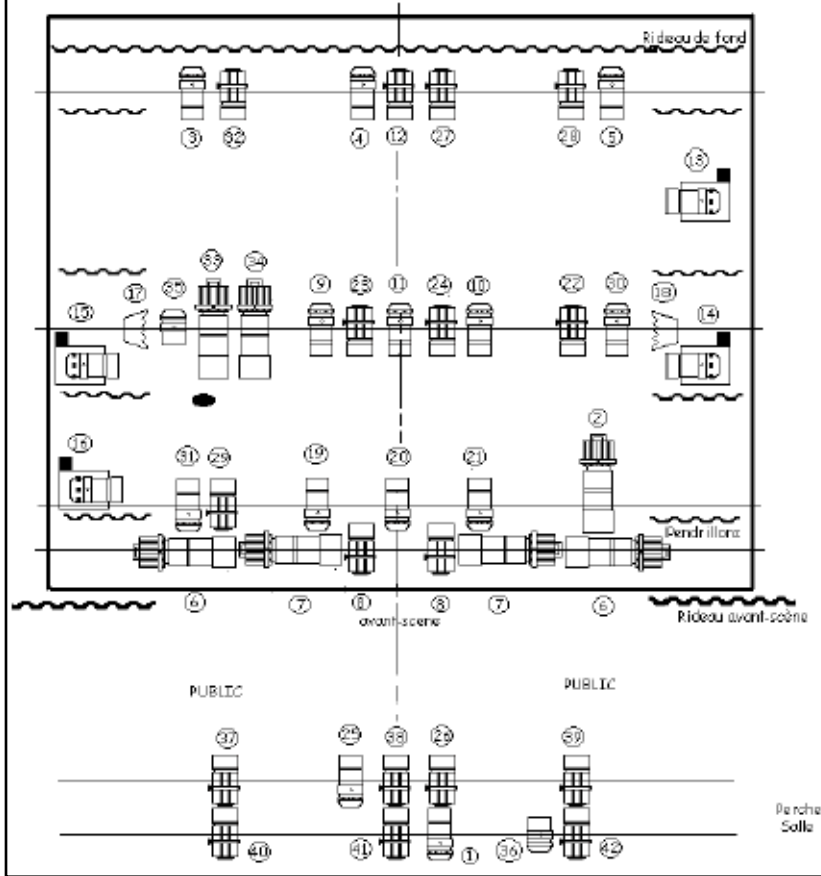 Rideau de fond
3 32 4 12 27 28 5
13
33 34
17 35 9 23 11 24 10 22 30 18
15 14
2
16 31 29 19 20 21
Pendrillons
6 7 8 8 7 6
avant-scène
Rideau avant-scène
PUBLIC PUBLIC
37 25 38 26 39
Perche
Salle
40 41 1 36 42